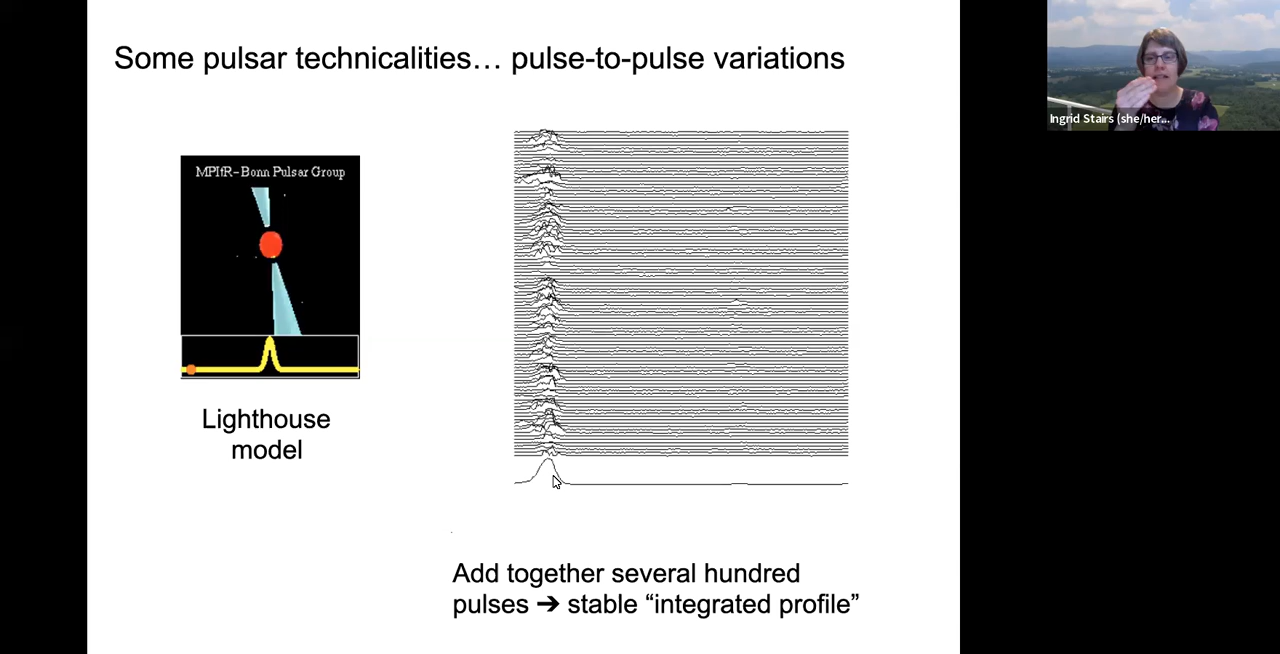 Some pulsar technicalities… pulse-to-pulse variations
Ingrid Stairs (she/her...
MPIfR-Bonn Pulsar Group
Lighthouse
model
Add together several hundred
pulses ➔ stable “integrated profile”